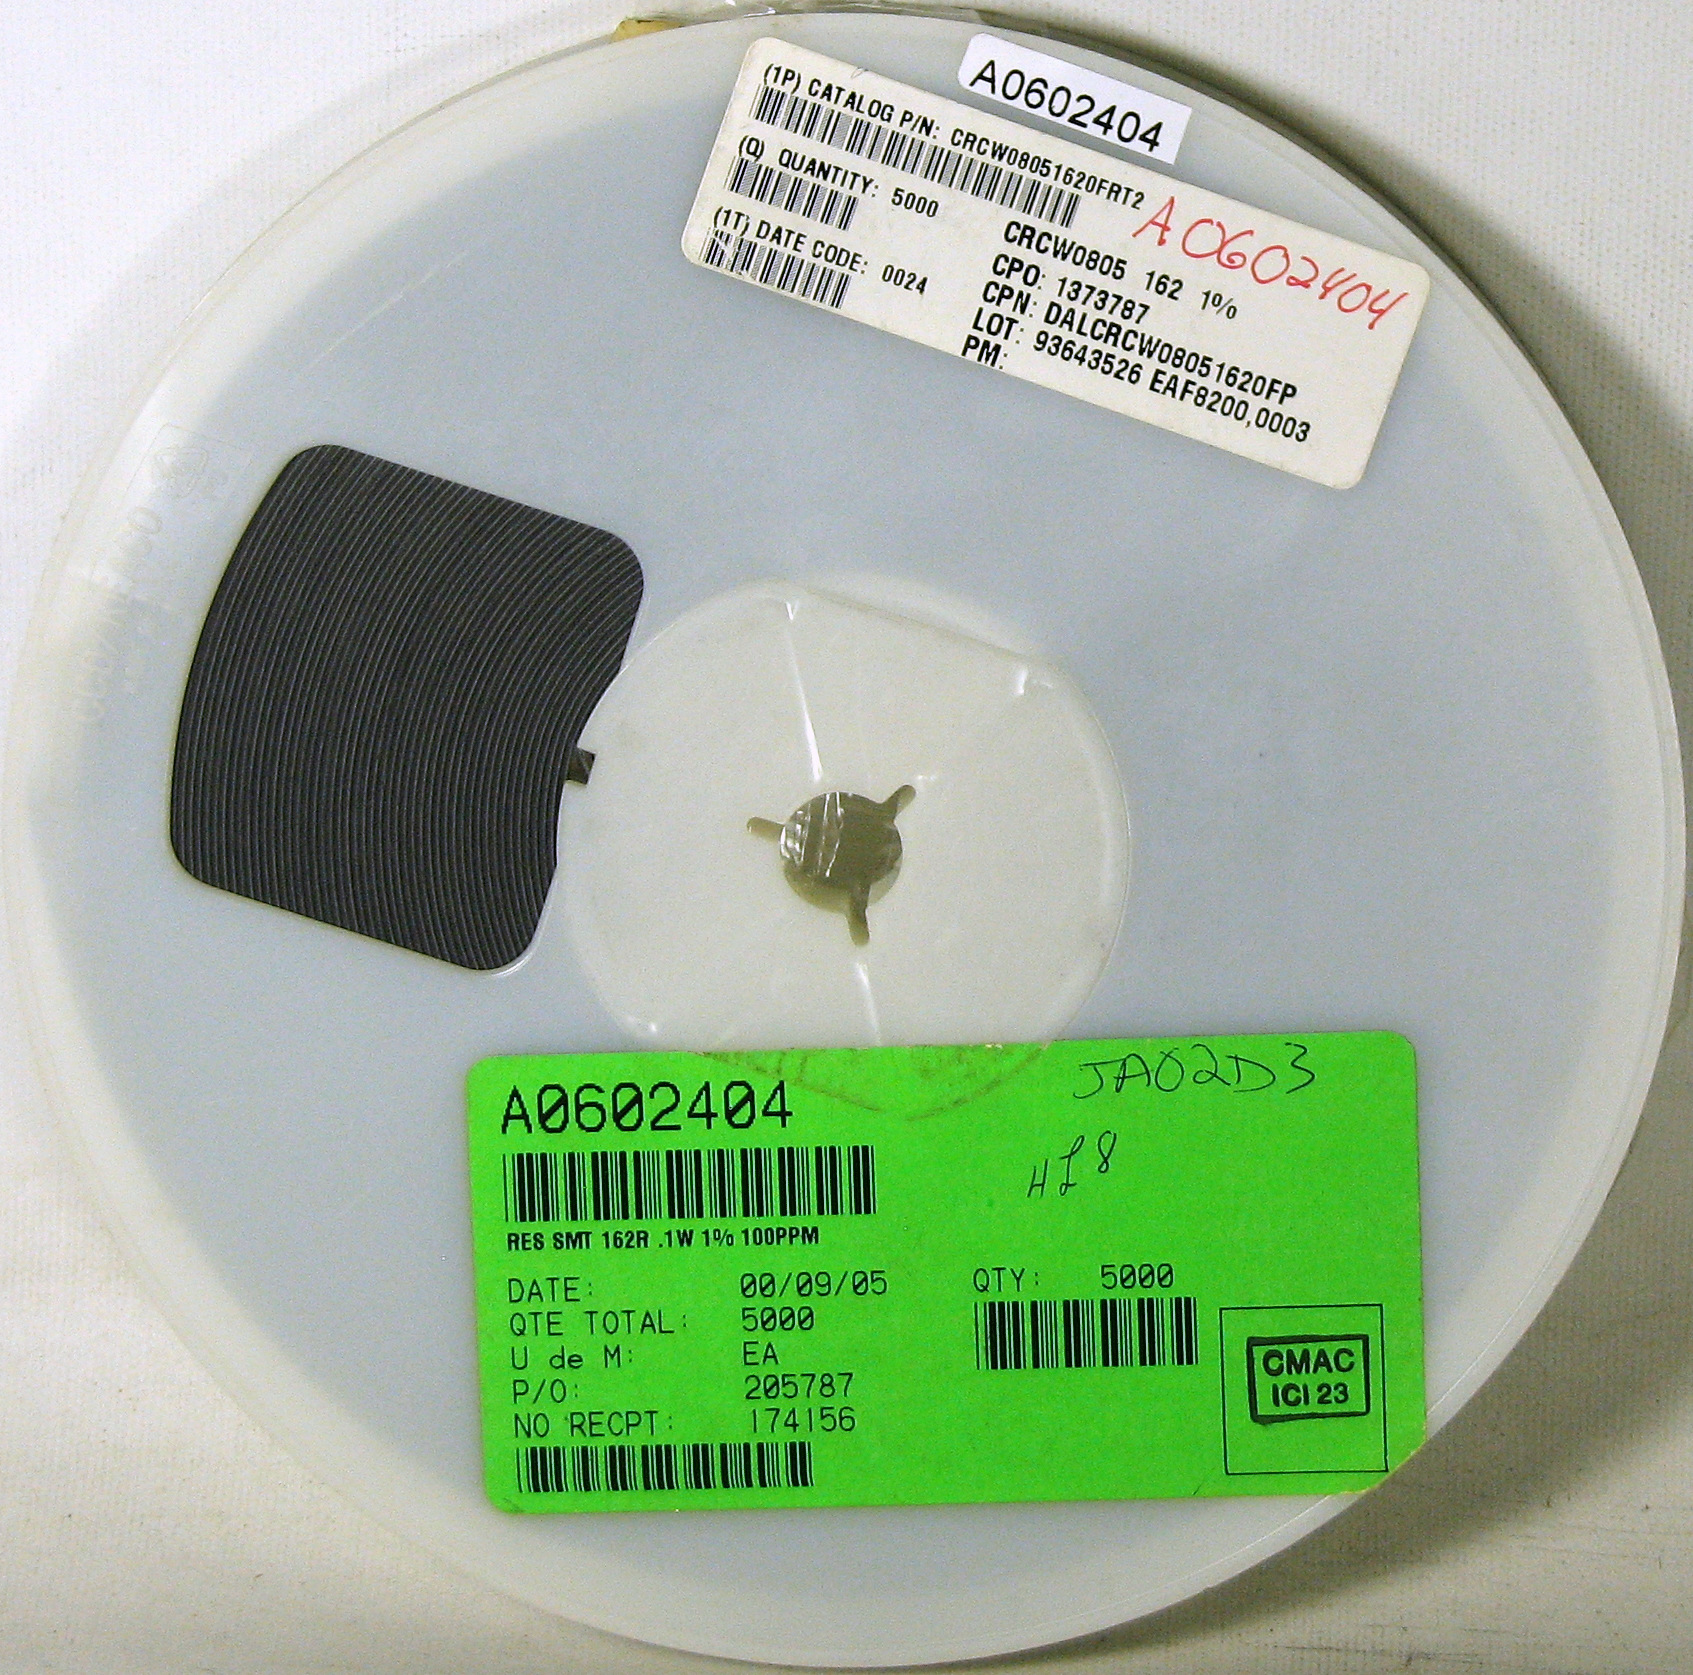 A0602404
(1P) CATALOG P/N: CRCW08051620FRT2
A0602404
(Q) QUANTITY: 5000
(1T) DATE CODE: 0024
CRCW0805 162 1%
CPO: 1373787
CPN: DALCRCW08051620FP
LOT: 93643526 EAF8200,0003
PM:
A0602404
JA02D3
HL8
RES SMT 162R .1W 1% 100PPM
DATE: 00/09/05
QTY: 5000
QTE TOTAL: 5000
U de M: EA
P/O: 205787
NO RECPT: 174156
CMAC
ICI 23